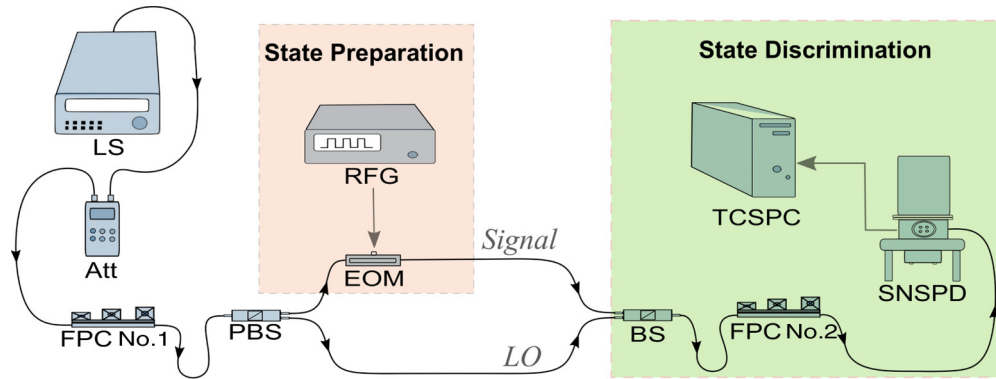 State Preparation
State Discrimination
LS
RFG
TCSPC
Att
EOM
Signal
SNSPD
FPC No.1
PBS
LO
BS
FPC No.2